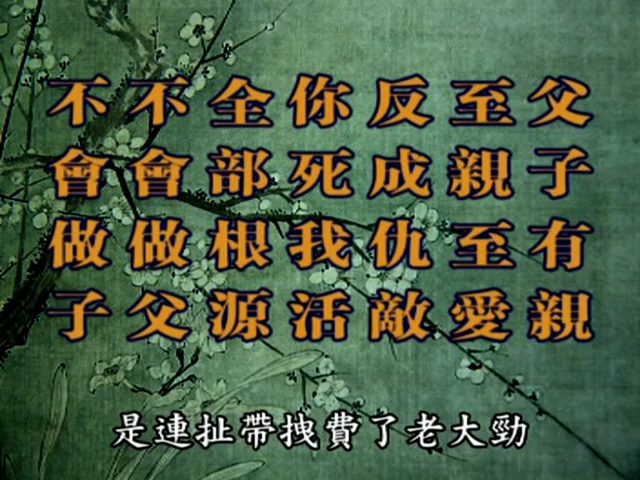 父子有親
至親至愛
反成仇敵
你死我活
全部根源
不會做父
不會做子
是連扯帶拽費了老大勁